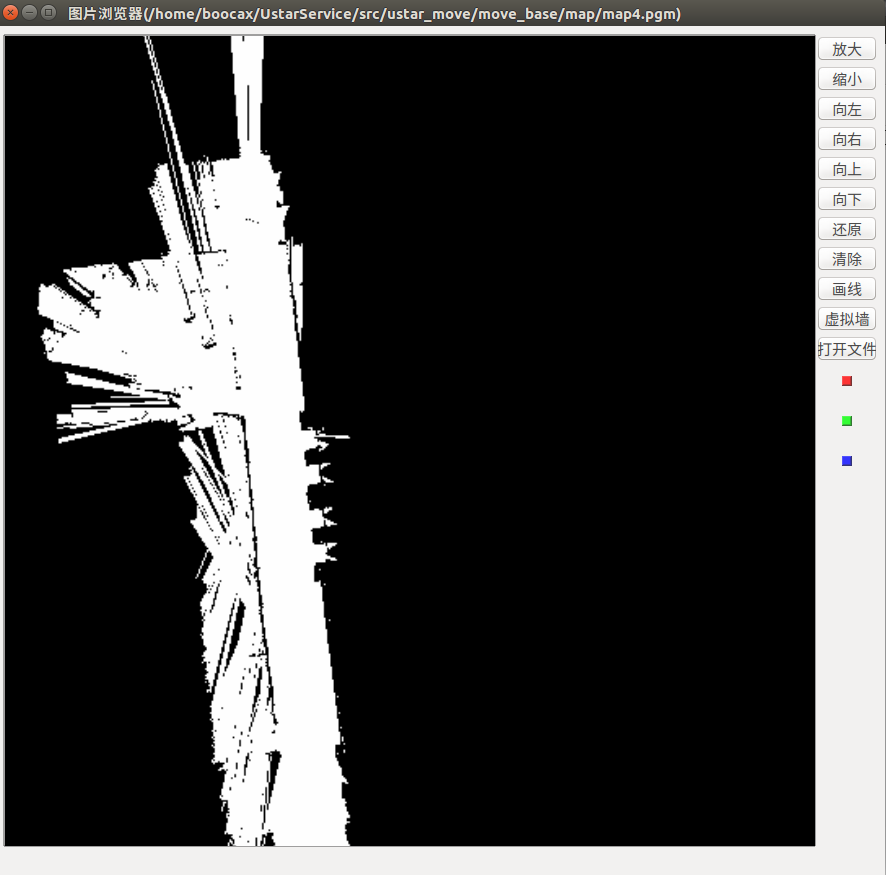 图片浏览器(/home/boocax/UstarService/src/ustar_move/move_base/map/map4.pgm)
放大
缩小
向左
向右
向上
向下
还原
清除
画线
虚拟墙
打开文件